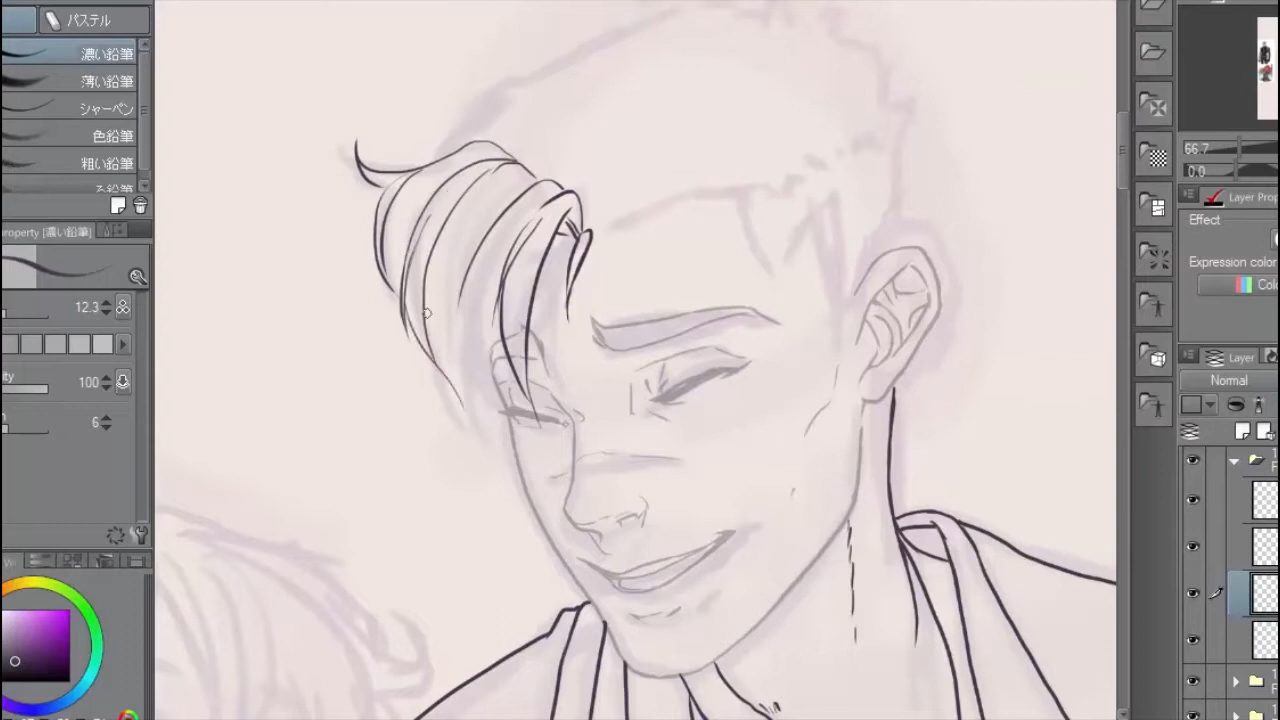 パステル
濃い鉛筆
薄い鉛筆
シャーペン
色鉛筆
粗い鉛筆
roperty [濃い鉛筆]
12.3
100
6
66.7
0.0
Layer Prop
Effect
Expression color
Colo
Layer
Normal